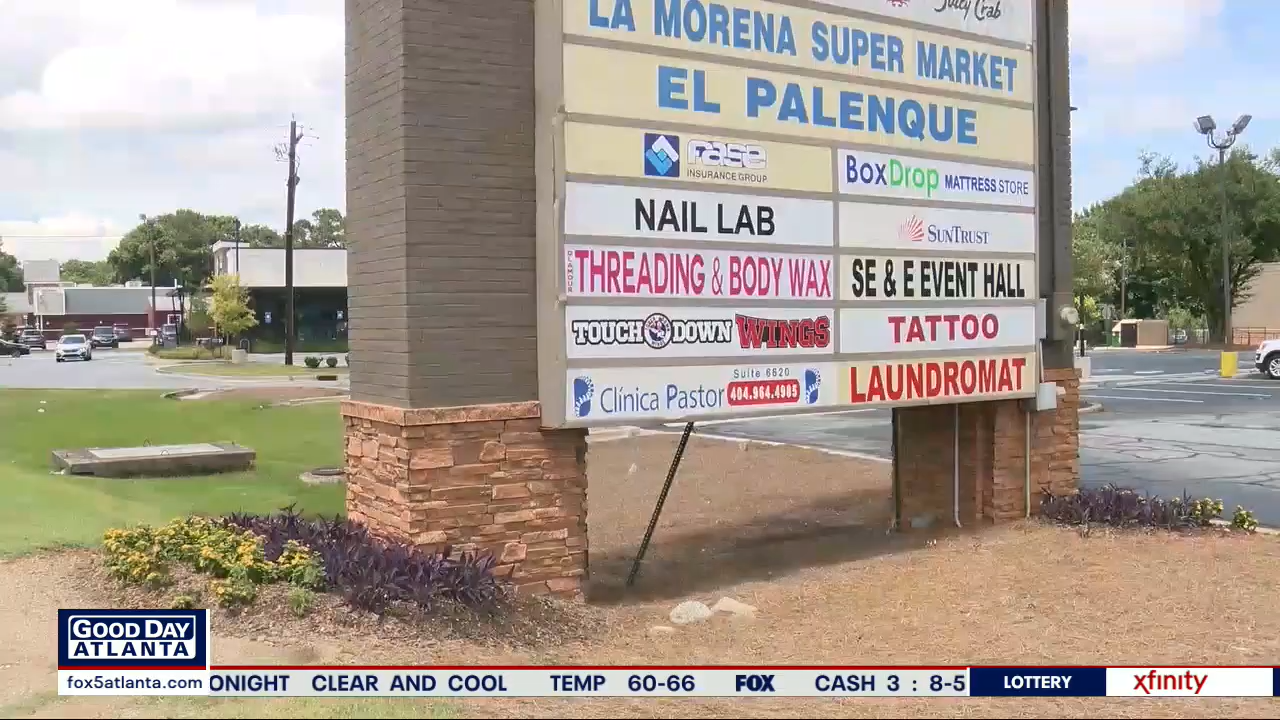 Juicy Crab
LA MORENA SUPER MARKET
EL PALENQUE
rase
INSURANCE GROUP
BoxDrop MATTRESS STORE
NAIL LAB
SUNTRUST
GLAMOUR
THREADING & BODY WAX
SE & E EVENT HALL
TOUCH DOWN WINGS
TATTOO
Suite 6620
Clínica Pastor 404.964.4985
LAUNDROMAT
GOOD DAY
ATLANTA
fox5atlanta.com
ONIGHT CLEAR AND COOL TEMP 60-66 FOX CASH 3 : 8-5
LOTTERY
xfinity